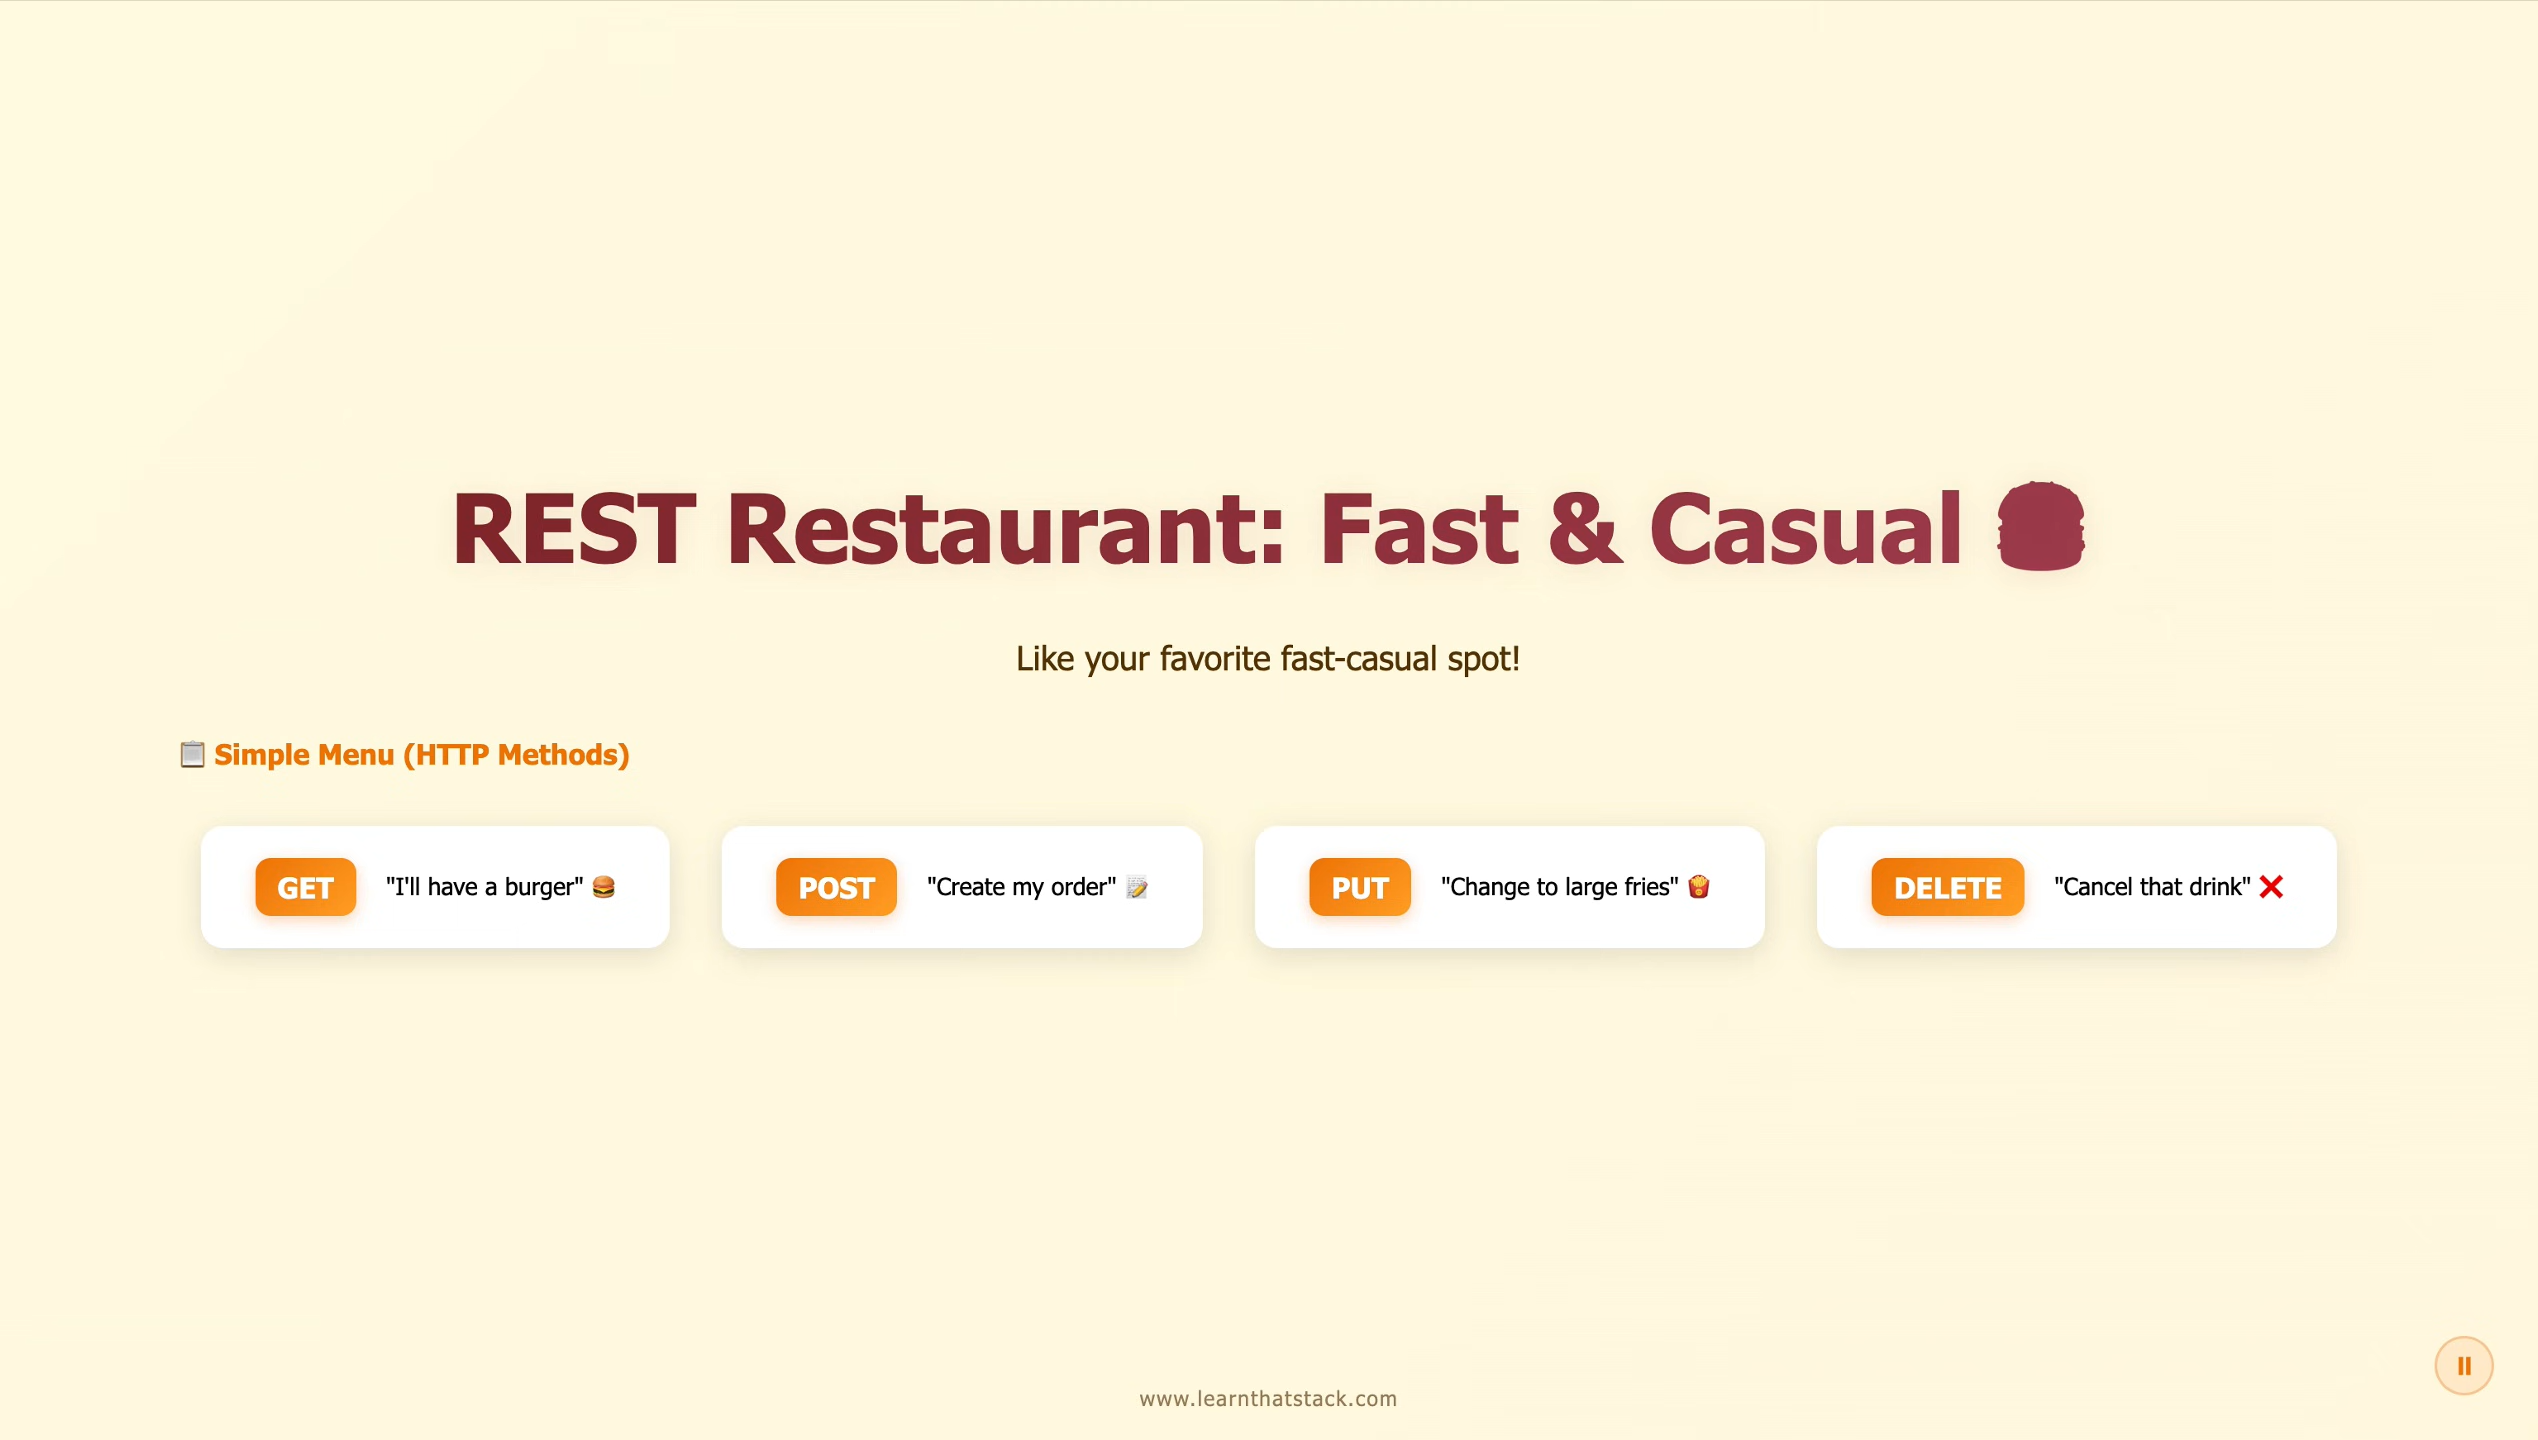 REST Restaurant: Fast & Casual
Like your favorite fast-casual spot!
📋 Simple Menu (HTTP Methods)
GET "I'll have a burger" 🍔
POST "Create my order" 📝
PUT "Change to large fries" 🍟
DELETE "Cancel that drink" ❌
www.learnthatstack.com